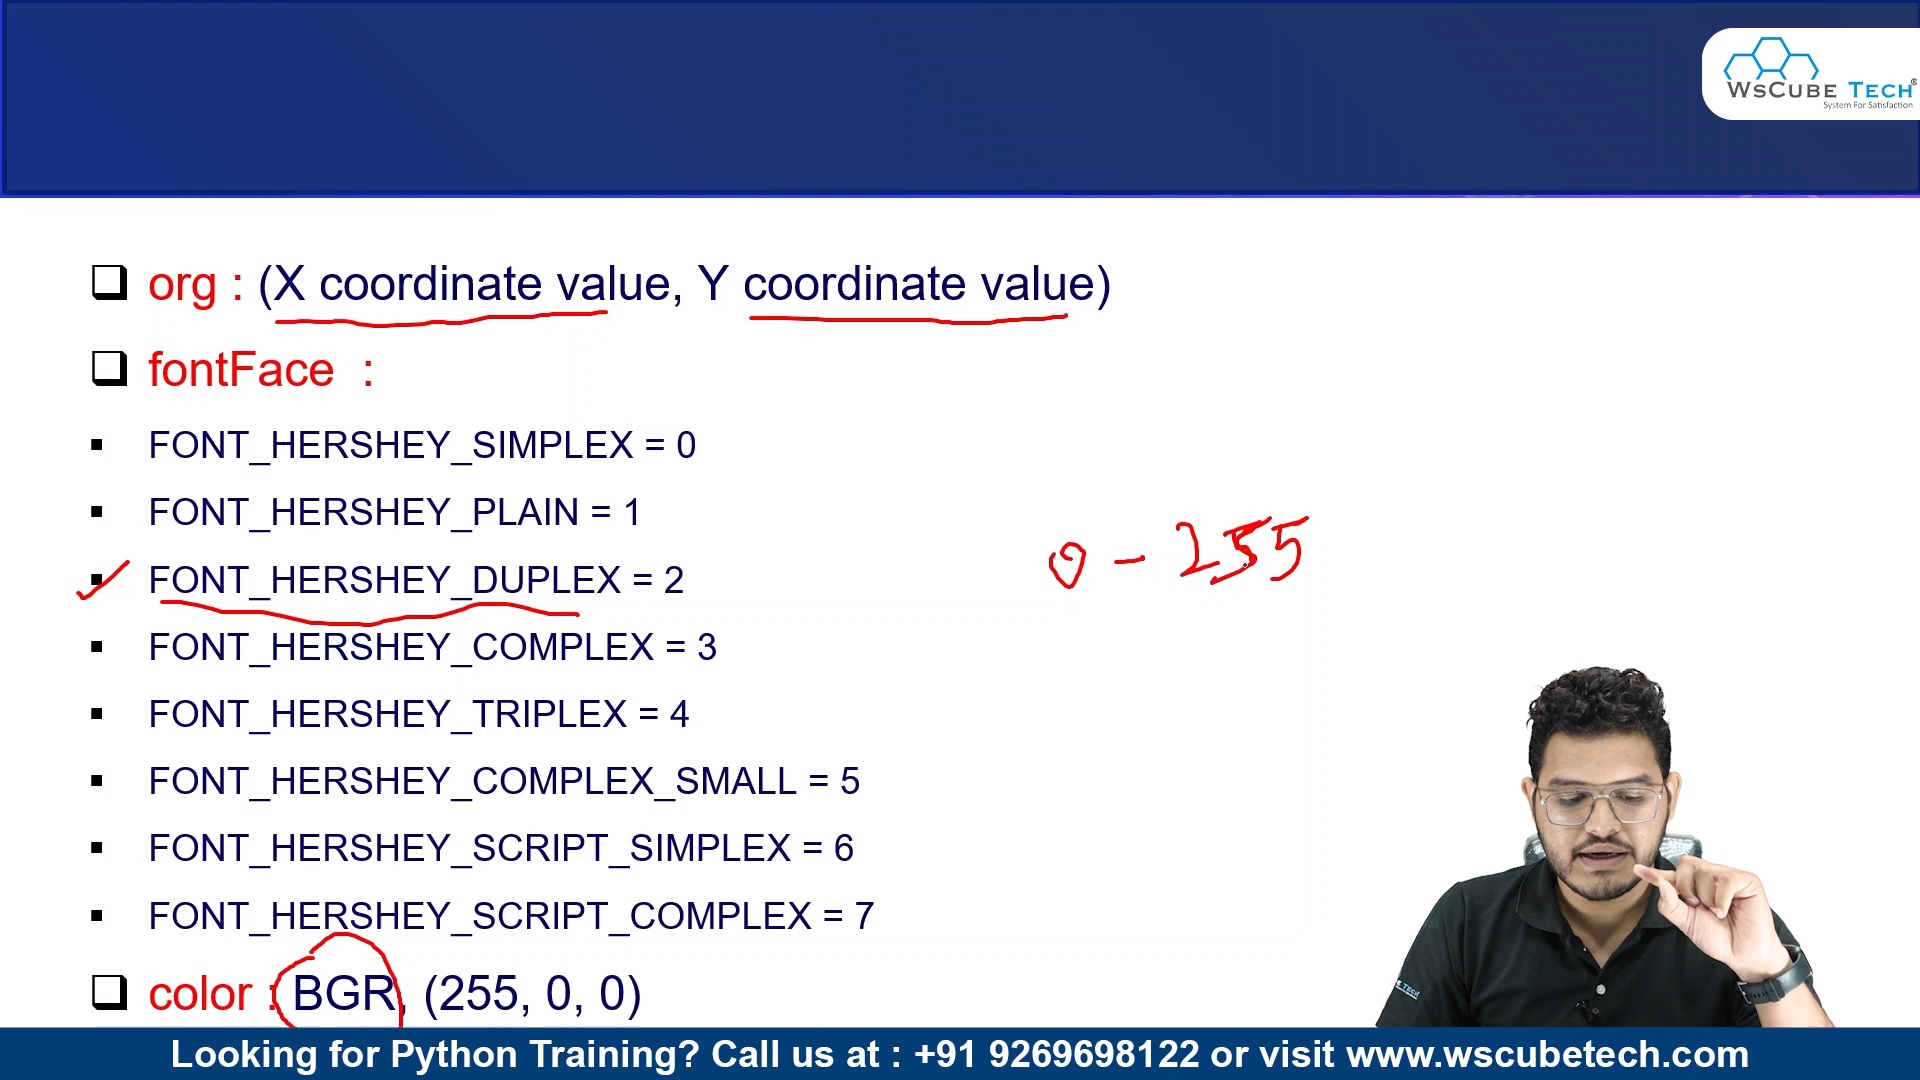 WSCUBE TECH®
System For Satisfaction
org : (X coordinate value, Y coordinate value)
fontFace :
FONT_HERSHEY_SIMPLEX = 0
FONT_HERSHEY_PLAIN = 1
FONT_HERSHEY_DUPLEX = 2
0 - 255
FONT_HERSHEY_COMPLEX = 3
FONT_HERSHEY_TRIPLEX = 4
FONT_HERSHEY_COMPLEX_SMALL = 5
FONT_HERSHEY_SCRIPT_SIMPLEX = 6
FONT_HERSHEY_SCRIPT_COMPLEX = 7
color : BGR, (255, 0, 0)
Looking for Python Training? Call us at : +91 9269698122 or visit www.wscubetech.com